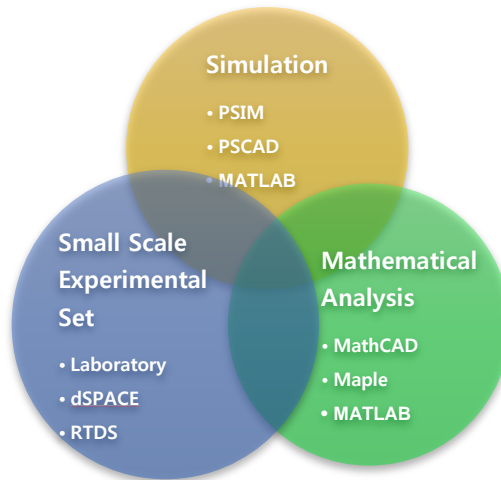 Simulation
• PSIM
• PSCAD
• MATLAB
Small Scale
Experimental
Set
• Laboratory
• dSPACE
• RTDS
Mathematical
Analysis
• MathCAD
• Maple
• MATLAB